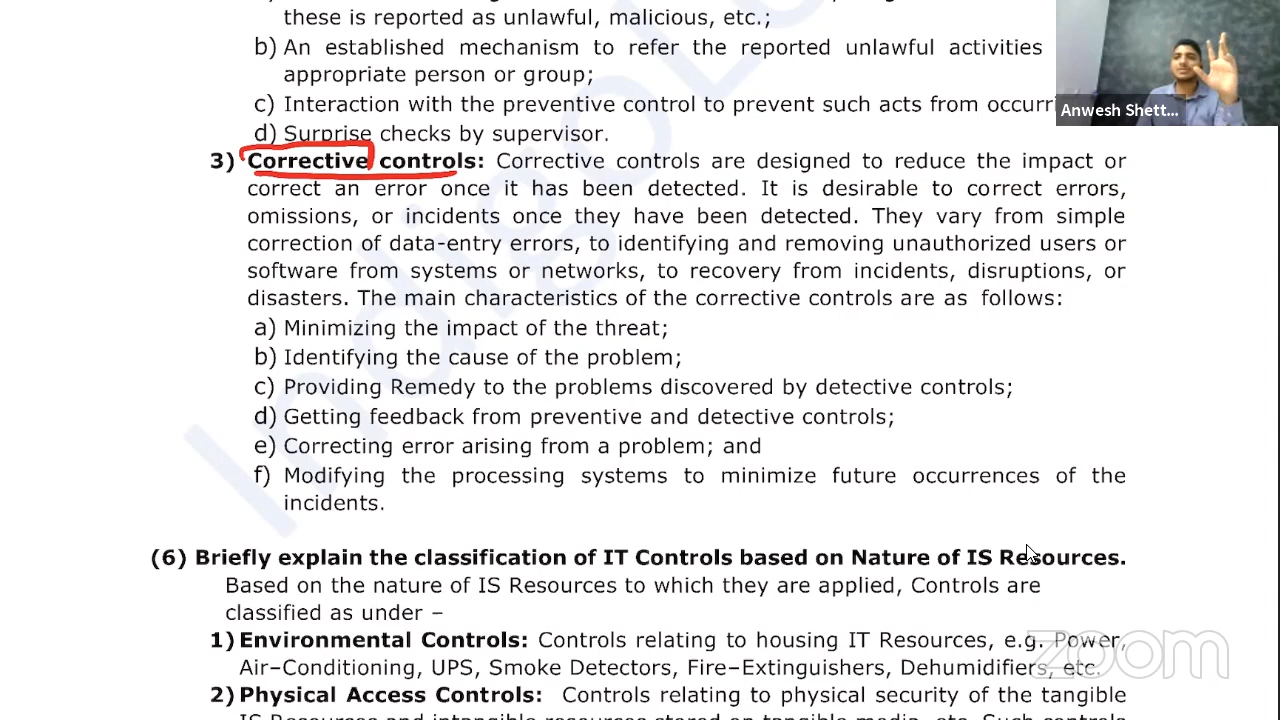 these is reported as unlawful, malicious, etc.;
b) An established mechanism to refer the reported unlawful activities
appropriate person or group;
c) Interaction with the preventive control to prevent such acts from
d) Surprise checks by supervisor.
Anwesh Shett...
3) Corrective controls: Corrective controls are designed to reduce the impact or
correct an error once it has been detected. It is desirable to correct errors,
omissions, or incidents once they have been detected. They vary from simple
correction of data-entry errors, to identifying and removing unauthorized users or
software from systems or networks, to recovery from incidents, disruptions, or
disasters. The main characteristics of the corrective controls are as follows:
a) Minimizing the impact of the threat;
b) Identifying the cause of the problem;
c) Providing Remedy to the problems discovered by detective controls;
d) Getting feedback from preventive and detective controls;
e) Correcting error arising from a problem; and
f) Modifying the processing systems to minimize future occurrences of the
incidents.
(6) Briefly explain the classification of IT Controls based on Nature of IS Resources.
Based on the nature of IS Resources to which they are applied, Controls are
classified as under –
1) Environmental Controls: Controls relating to housing IT Resources, e.g. Power,
Air–Conditioning, UPS, Smoke Detectors, Fire–Extinguishers, Dehumidifiers, etc.
zoom
2) Physical Access Controls: Controls relating to physical security of the tangible